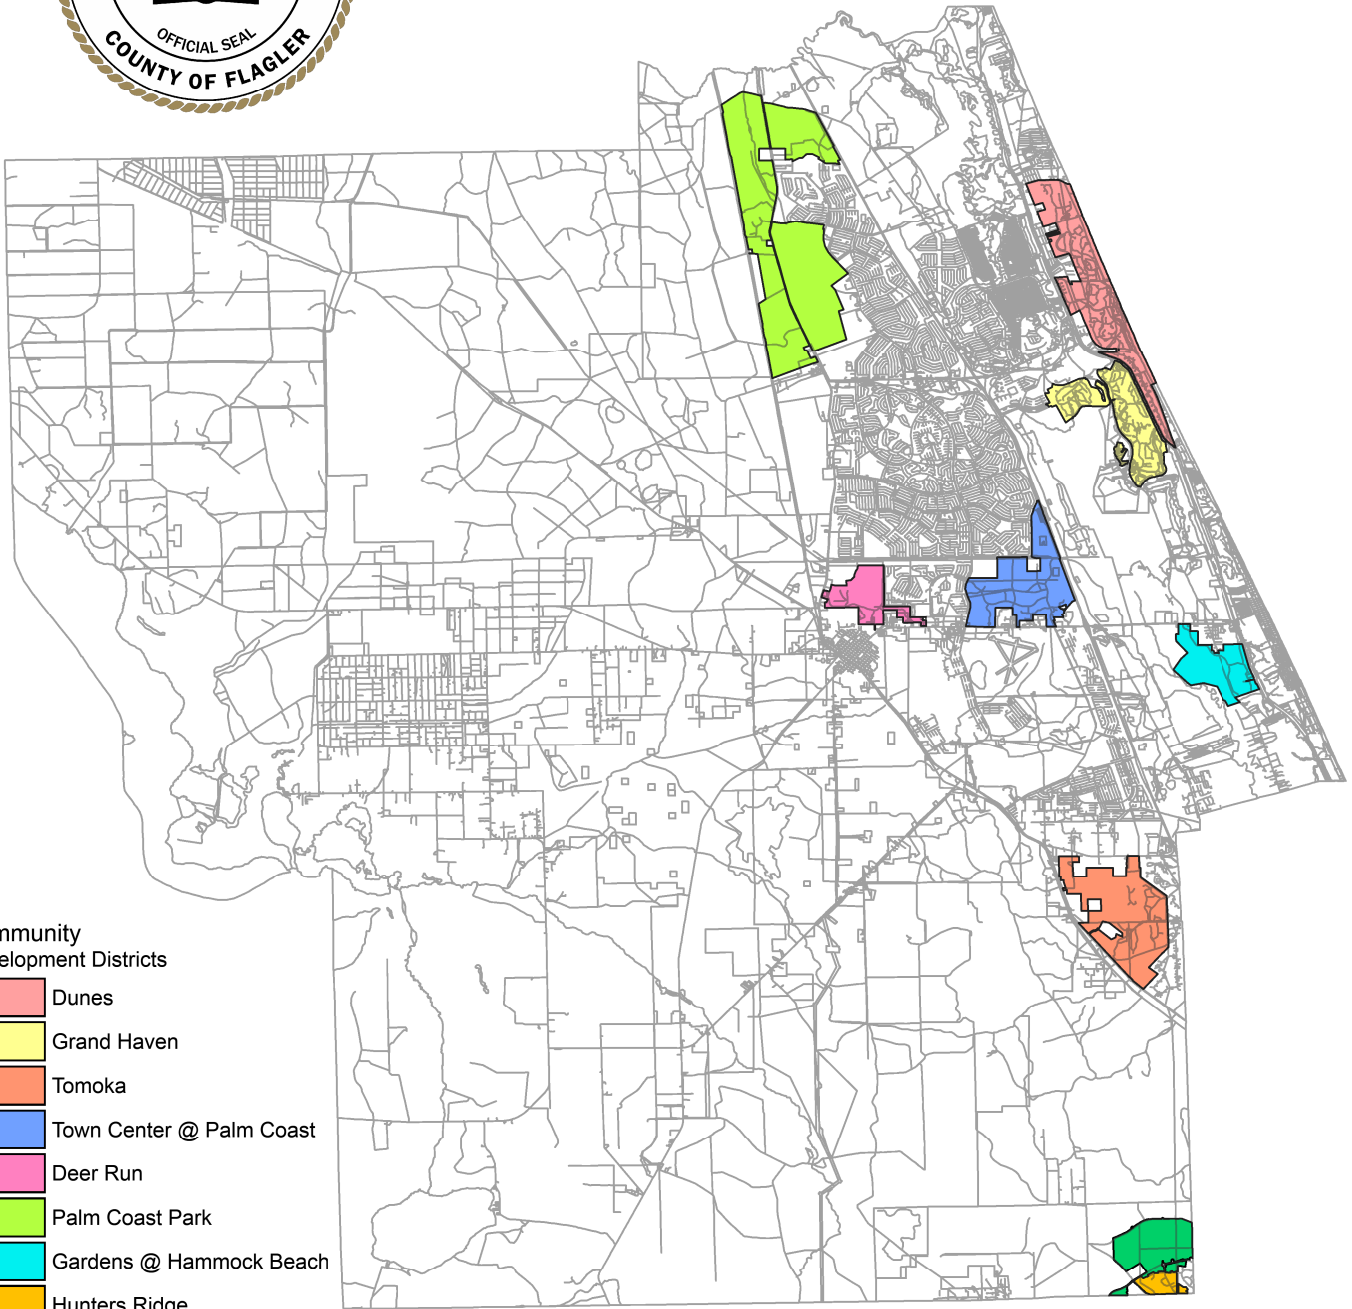 OFFICIAL SEAL
COUNTY OF FLAGLER
mmunity
elopment Districts
Dunes
Grand Haven
Tomoka
Town Center @ Palm Coast
Deer Run
Palm Coast Park
Gardens @ Hammock Beach
Hunters Ridge